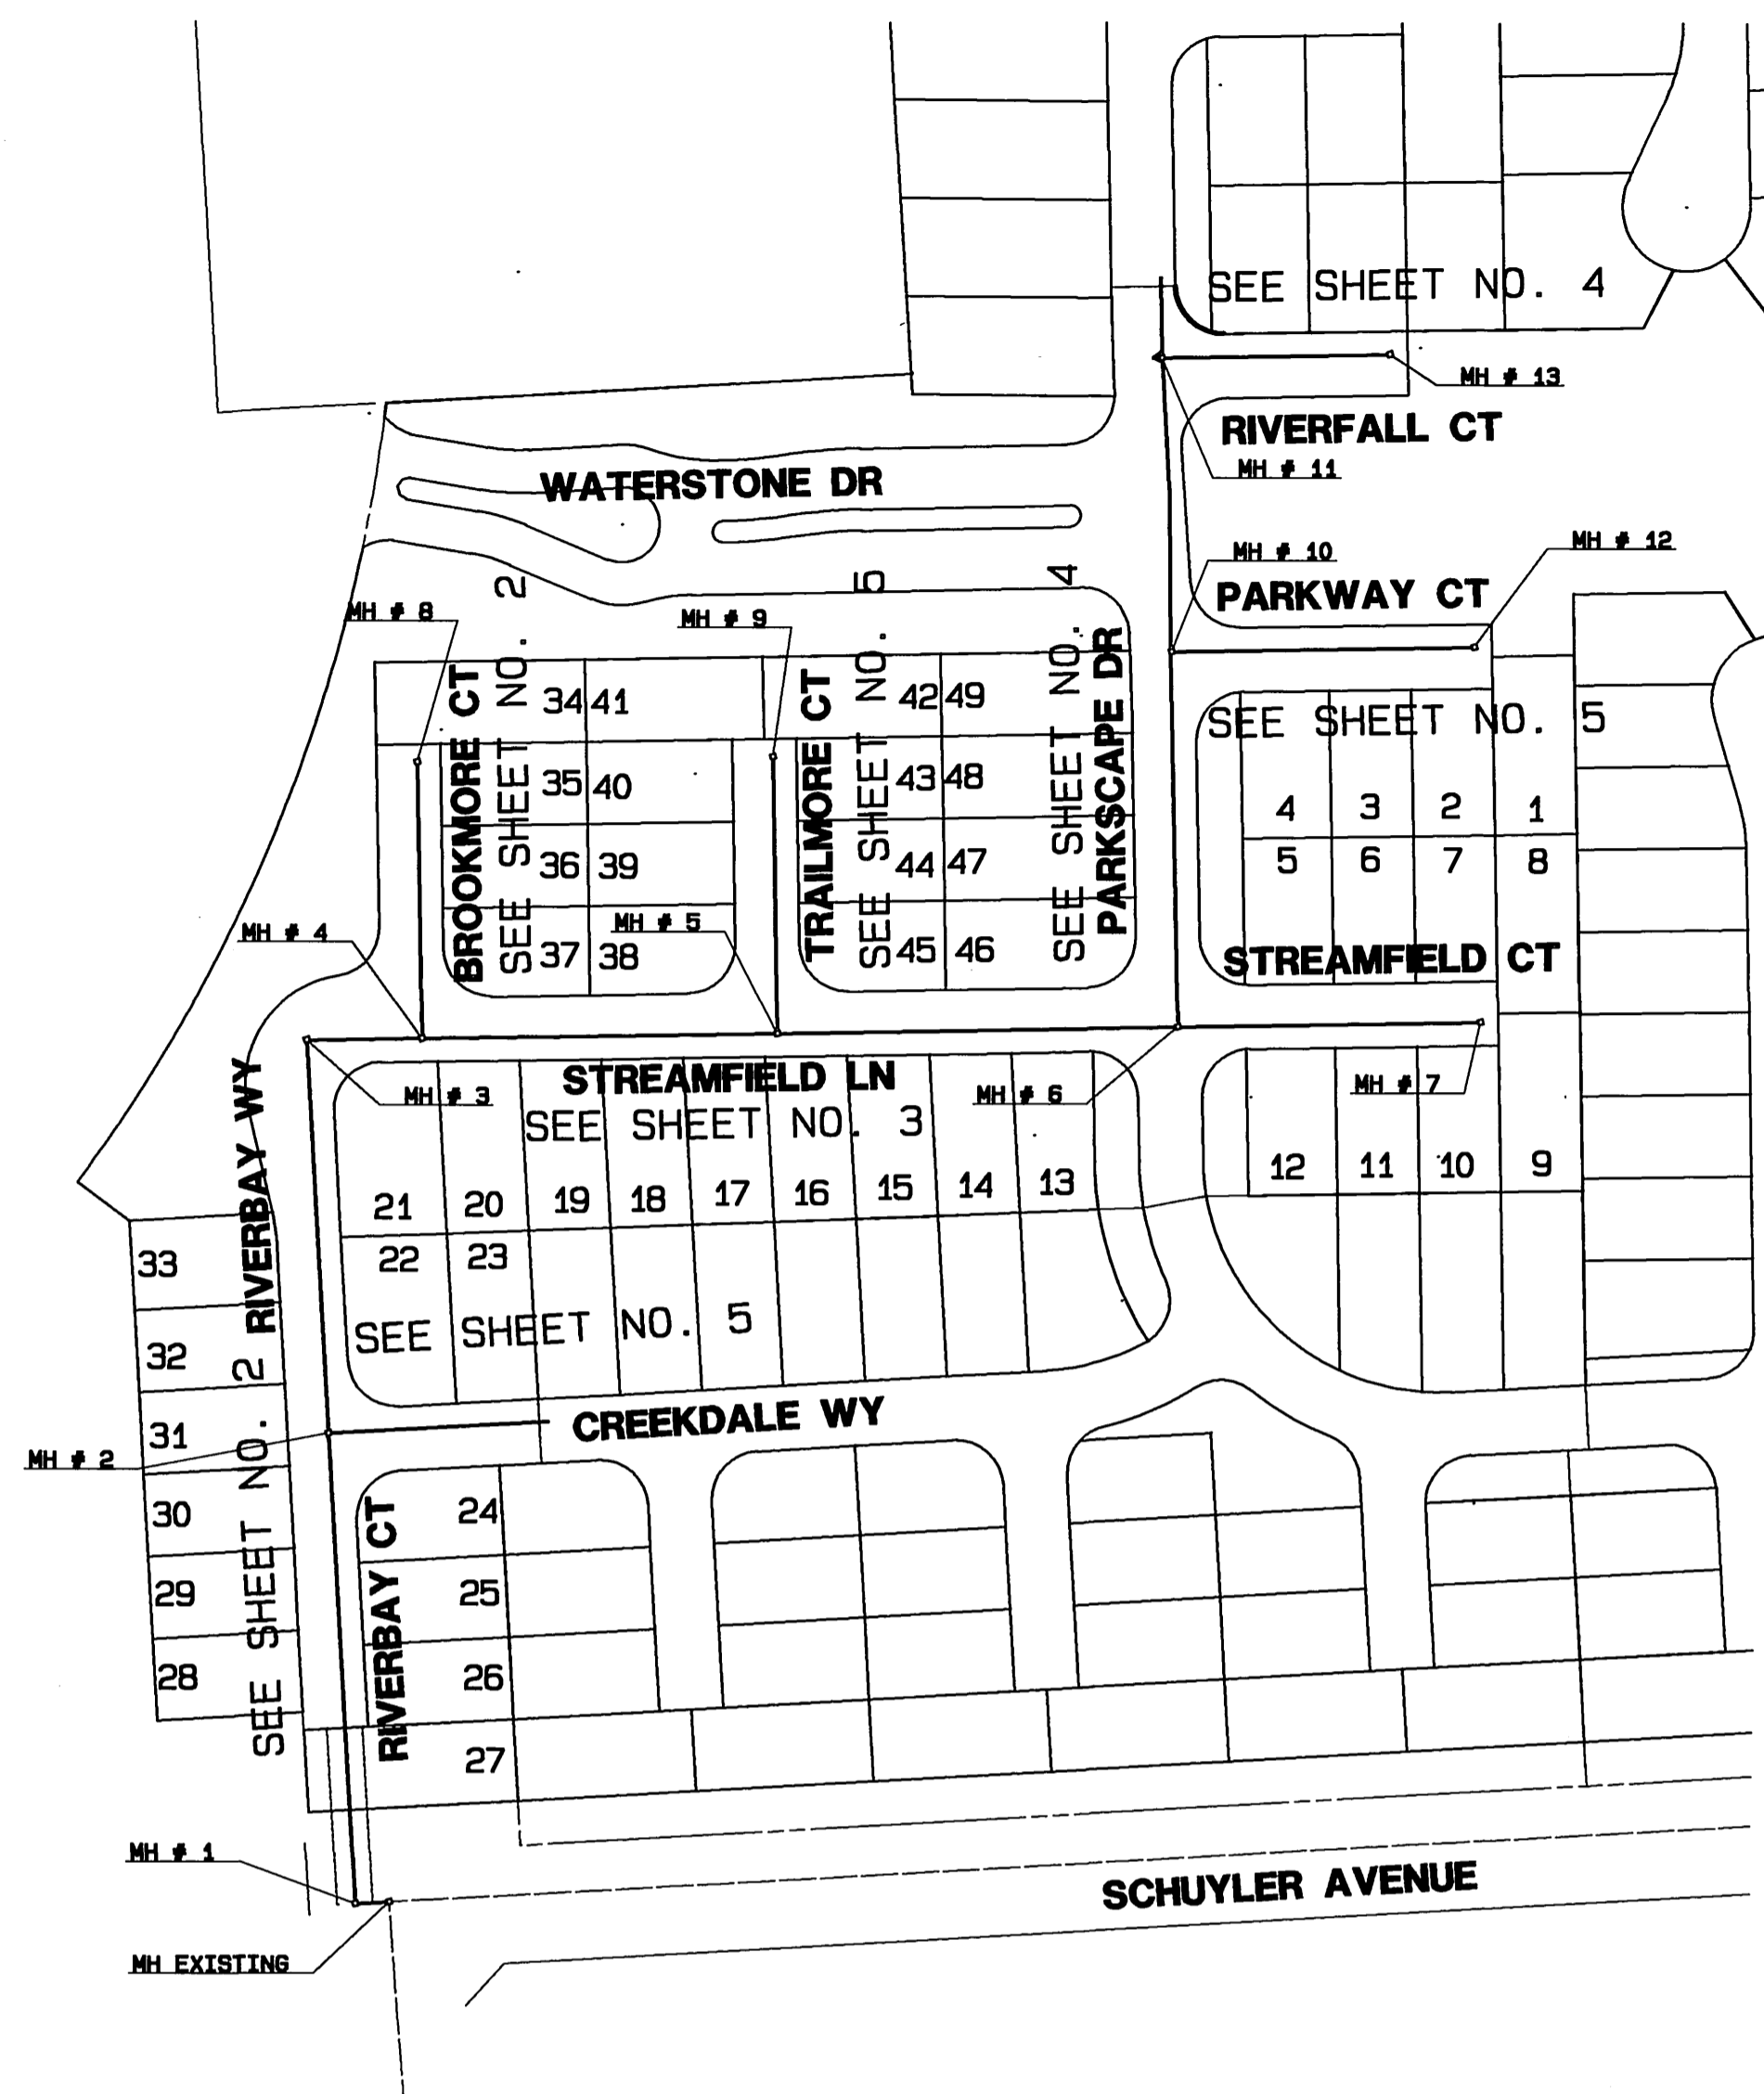 SEE SHEET NO. 4
MH # 13
RIVERFALL CT
MH # 11
WATERSTONE DR
MH # 10
MH # 12
PARKWAY CT
MH # 8
MH # 9
BROOKMORE CT
SEE SHEET NO. 2
34 41
35 40
36 39
37 38
TRAILMORE CT
SEE SHEET NO. 5
42 49
43 48
44 47
45 46
SEE SHEET NO. 4
PARKSCAPE DR
SEE SHEET NO. 5
4 3 2 1
5 6 7 8
MH # 4
MH # 5
STREAMFIELD CT
STREAMFIELD LN
MH # 3
MH # 6
MH # 7
SEE SHEET NO. 3
21 20 19 18 17 16 15 14 13
12 11 10 9
22 23
SEE SHEET NO. 5
RIVERBAY WY
SEE SHEET NO. 2
33
32
31
30
29
28
CREEKDALE WY
MH # 2
RIVERBAY CT
24
25
26
27
MH # 1
SCHUYLER AVENUE
MH EXISTING